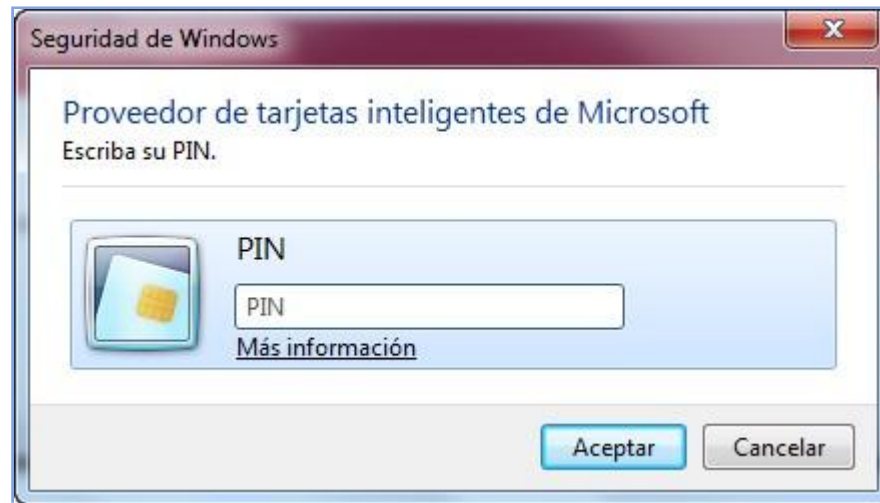 Seguridad de Windows
Proveedor de tarjetas inteligentes de Microsoft
Escriba su PIN.
PIN
PIN
Más información
Aceptar Cancelar